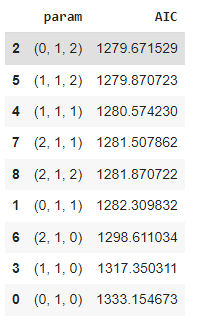 param AIC
2 (0, 1, 2) 1279.671529
5 (1, 1, 2) 1279.870723
4 (1, 1, 1) 1280.574230
7 (2, 1, 1) 1281.507862
8 (2, 1, 2) 1281.870722
1 (0, 1, 1) 1282.309832
6 (2, 1, 0) 1298.611034
3 (1, 1, 0) 1317.350311
0 (0, 1, 0) 1333.154673